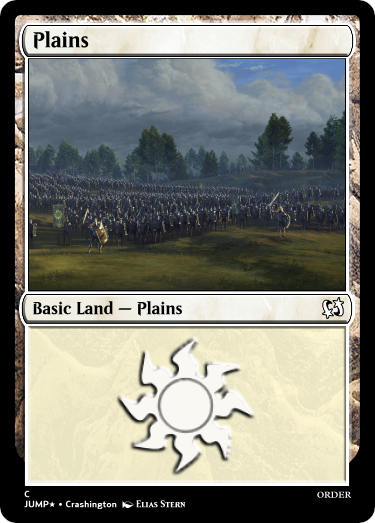 Plains
Basic Land — Plains
C
ORDER
JUMP★ • Crashington Elias Stern